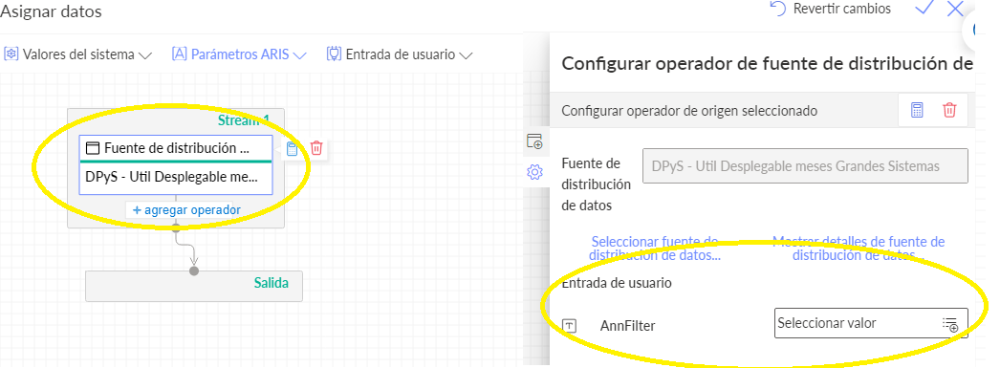 Asignar datos
Revertir cambios
Valores del sistema
Parámetros ARIS
Entrada de usuario
Stream 1
Fuente de distribución ...
DPyS - Util Desplegable me...
+ agregar operador
Salida
Configurar operador de fuente de distribución de
Configurar operador de origen seleccionado
Fuente de
distribución
de datos
DPyS - Util Desplegable meses Grandes Sistemas
Seleccionar fuente de
distribución de datos...
Mostrar detalles de fuente de
distribución de datos...
Entrada de usuario
AnnFilter
Seleccionar valor